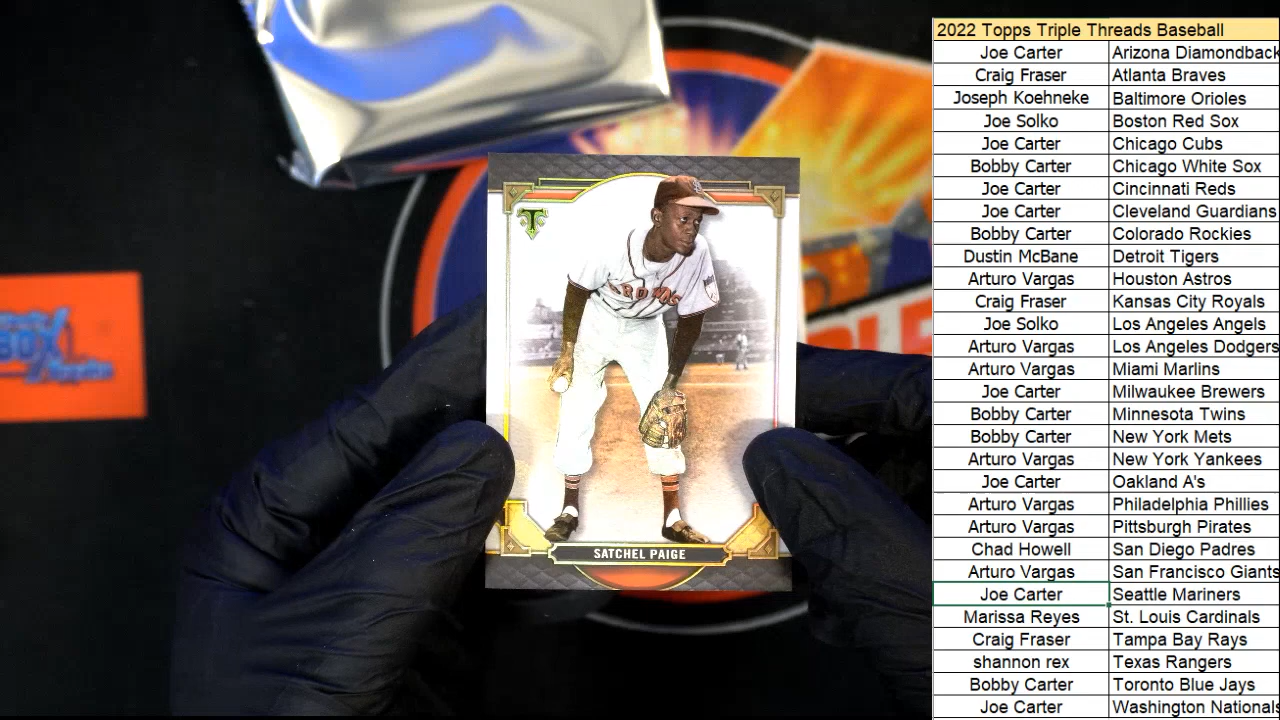 2022 Topps Triple Threads Baseball
Joe Carter Arizona Diamondback
Craig Fraser Atlanta Braves
Joseph Koehneke Baltimore Orioles
Joe Solko Boston Red Sox
Joe Carter Chicago Cubs
Bobby Carter Chicago White Sox
Joe Carter Cincinnati Reds
Joe Carter Cleveland Guardians
Bobby Carter Colorado Rockies
Dustin McBane Detroit Tigers
Arturo Vargas Houston Astros
Craig Fraser Kansas City Royals
Joe Solko Los Angeles Angels
Arturo Vargas Los Angeles Dodgers
Arturo Vargas Miami Marlins
Joe Carter Milwaukee Brewers
Bobby Carter Minnesota Twins
Bobby Carter New York Mets
Arturo Vargas New York Yankees
Joe Carter Oakland A's
Arturo Vargas Philadelphia Phillies
Arturo Vargas Pittsburgh Pirates
Chad Howell San Diego Padres
Arturo Vargas San Francisco Giants
Joe Carter Seattle Mariners
Marissa Reyes St. Louis Cardinals
Craig Fraser Tampa Bay Rays
shannon rex Texas Rangers
Bobby Carter Toronto Blue Jays
Joe Carter Washington Nationals
SATCHEL PAIGE
BOX